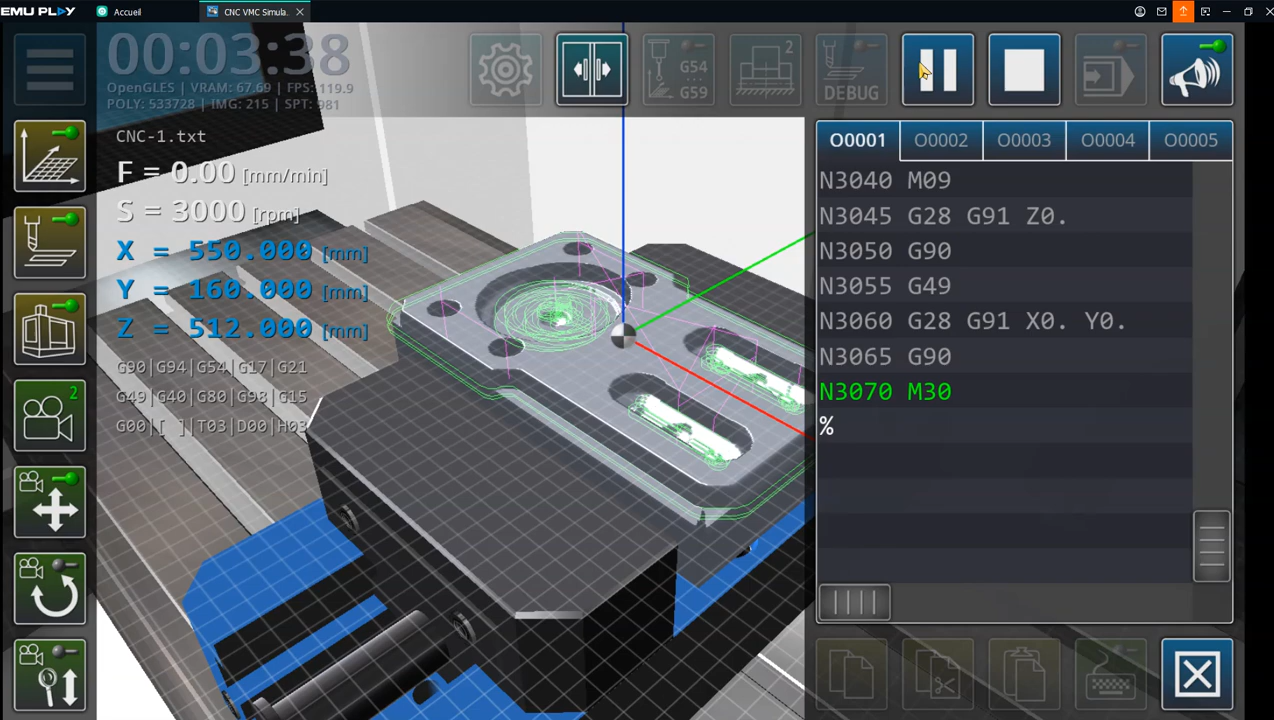 EMU PLAY
Accueil
CNC VMC Simula.
00:03:38
OpenGLES | VRAM: 67.69 | FPS: 119.9
POLY: 533728 | IMG: 215 | SPT: 981
G54
...
G59
2
DEBUG
CNC-1.txt
F = 0.00 [mm/min]
S = 3000 [rpm]
X = 550.000 [mm]
Y = 160.000 [mm]
Z = 512.000 [mm]
G90|G94|G54|G17|G21
G49|G40|G80|G98|G15
G00|[ ]|T03|D00|H03
2
O0001 O0002 O0003 O0004 O0005
N3040 M09
N3045 G28 G91 Z0.
N3050 G90
N3055 G49
N3060 G28 G91 X0. Y0.
N3065 G90
N3070 M30
%